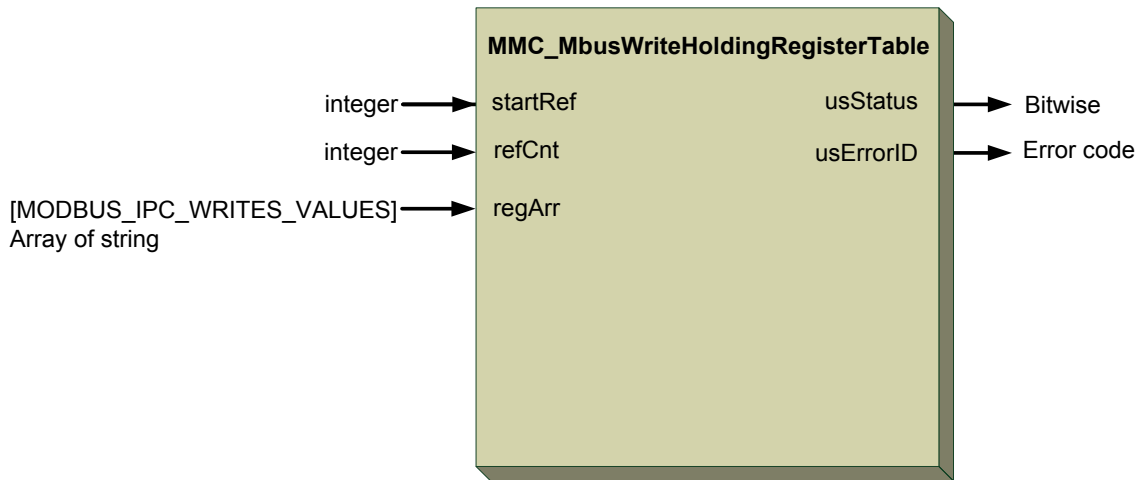 MMC_MbusWriteHoldingRegisterTable
integer startRef usStatus Bitwise
integer refCnt usErrorID Error code
[MODBUS_IPC_WRITES_VALUES] regArr
Array of string